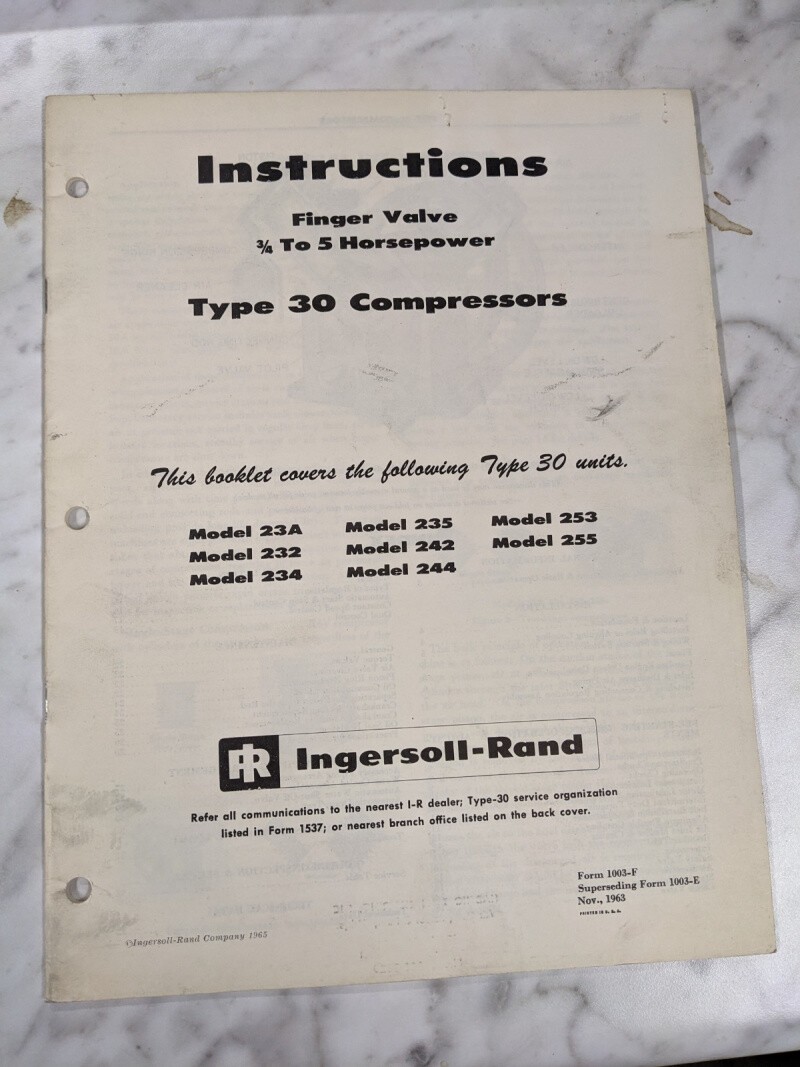 Instructions
Finger Valve
¾ To 5 Horsepower
Type 30 Compressors
This booklet covers the following Type 30 units.
Model 23A
Model 232
Model 234
Model 235
Model 242
Model 244
Model 253
Model 255
IR Ingersoll-Rand
Refer all communications to the nearest I-R dealer; Type-30 service organization
listed in Form 1537; or nearest branch office listed on the back cover.
Form 1003-F
Superseding Form 1003-E
Nov., 1963
PRINTED IN U. S. A.
©Ingersoll-Rand Company 1965